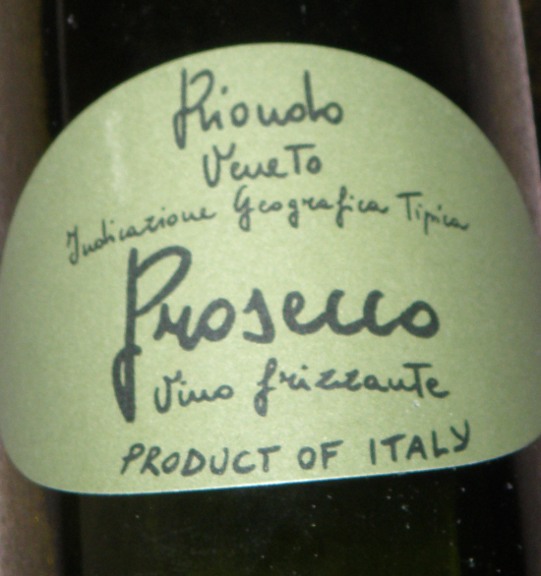 Riondo
Veneto
Indicazione Geografica Tipica
Prosecco
Vino frizzante
PRODUCT OF ITALY